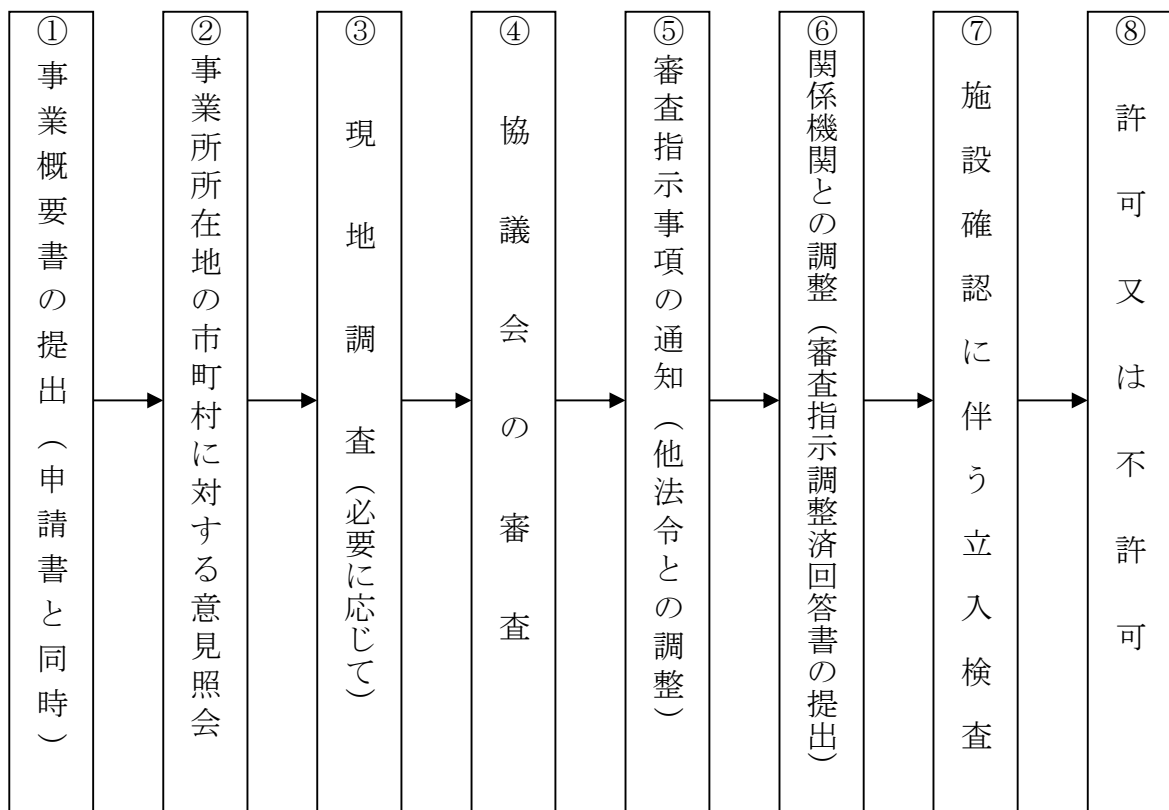 ①事業概要書の提出（申請書と同時）
②事業所所在地の市町村に対する意見照会
③現地調査（必要に応じて）
④協議会の審査
⑤審査指示事項の通知（他法令との調整）
⑥関係機関との調整（審査指示調整済回答書の提出）
⑦施設確認に伴う立入検査
⑧許可又は不許可